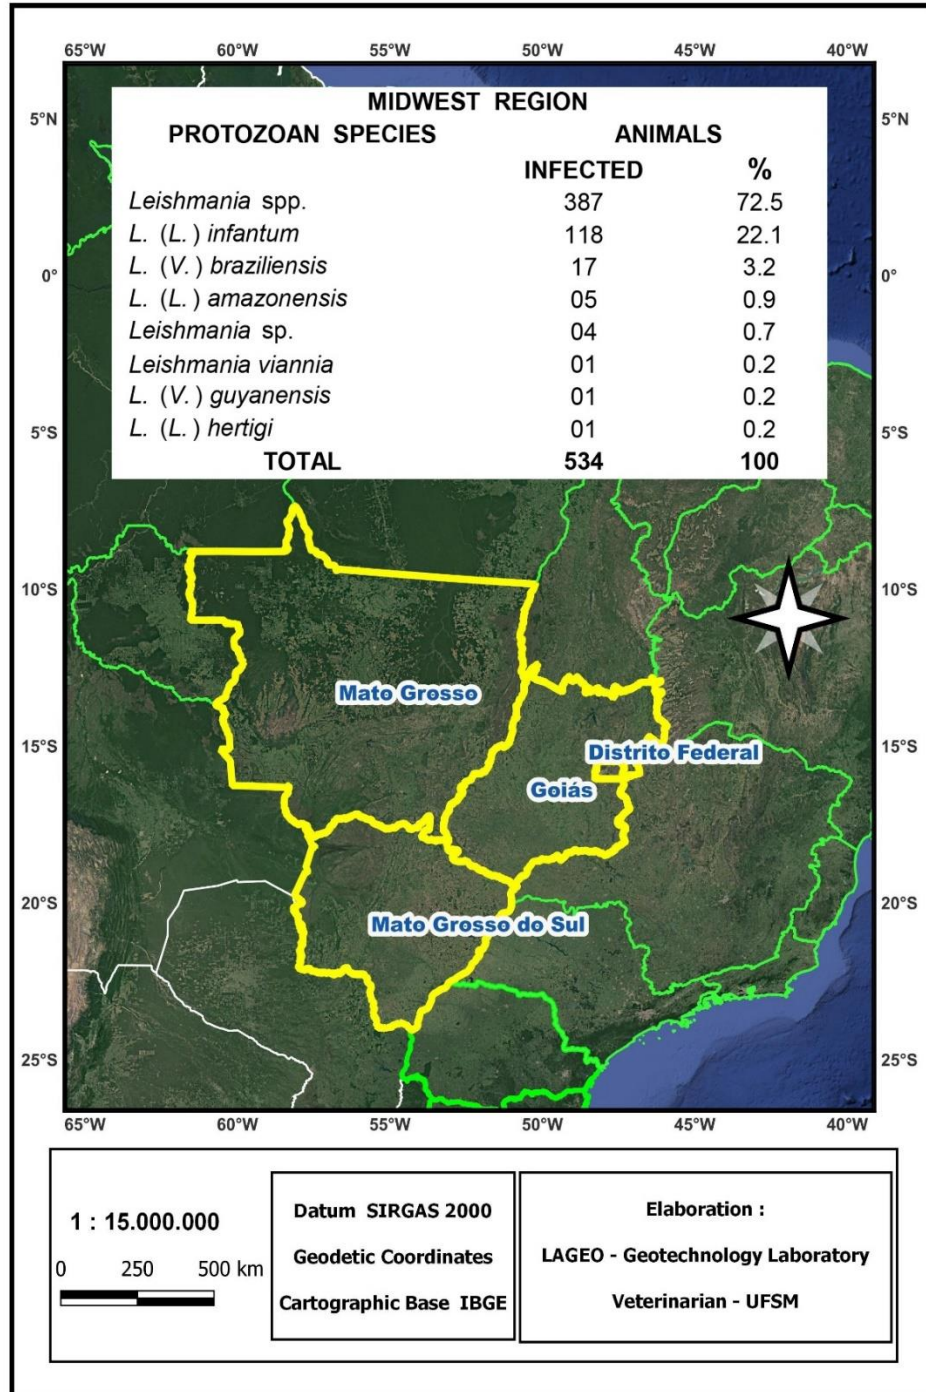 65°W 60°W 55°W 50°W 45°W 40°W
MIDWEST REGION
PROTOZOAN SPECIES ANIMALS
INFECTED %
Leishmania spp. 387 72.5
L. (L.) infantum 118 22.1
L. (V.) braziliensis 17 3.2
L. (L.) amazonensis 05 0.9
Leishmania sp. 04 0.7
Leishmania viannia 01 0.2
L. (V.) guyanensis 01 0.2
L. (L.) hertigi 01 0.2
TOTAL 534 100
5°N 5°N
0° 0°
5°S 5°S
10°S 10°S
Mato Grosso
15°S 15°S
Distrito Federal
Goiás
20°S 20°S
Mato Grosso do Sul
25°S 25°S
65°W 60°W 55°W 50°W 45°W 40°W
1 : 15.000.000
0 250 500 km
Datum SIRGAS 2000
Geodetic Coordinates
Cartographic Base IBGE
Elaboration :
LAGEO - Geotechnology Laboratory
Veterinarian - UFSM